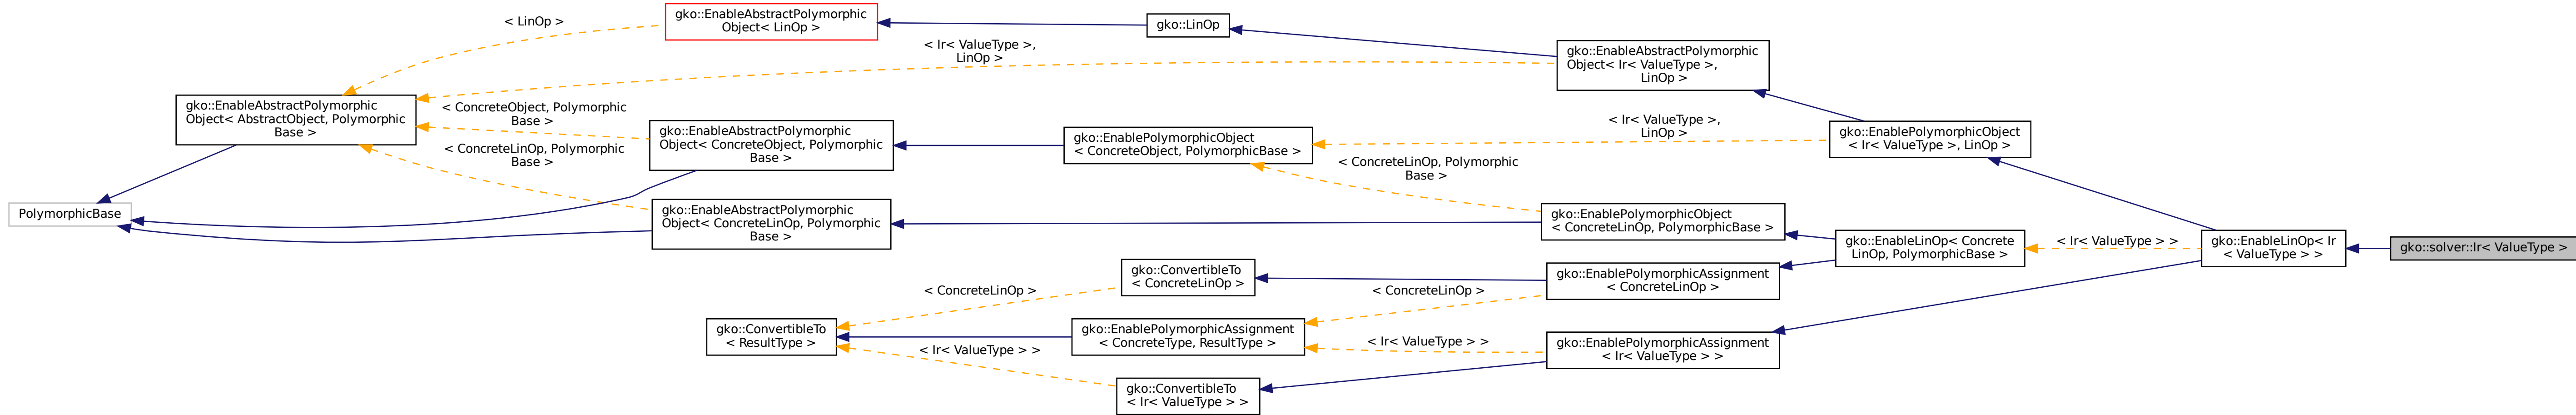 gko::EnableAbstractPolymorphic
Object< LinOp >
< LinOp >
gko::LinOp
< Ir< ValueType >,
LinOp >
gko::EnableAbstractPolymorphic
Object< Ir< ValueType >,
LinOp >
gko::EnableAbstractPolymorphic
Object< AbstractObject, Polymorphic
Base >
< ConcreteObject, Polymorphic
Base >
gko::EnableAbstractPolymorphic
Object< ConcreteObject, Polymorphic
Base >
gko::EnablePolymorphicObject
< ConcreteObject, PolymorphicBase >
< Ir< ValueType >,
LinOp >
gko::EnablePolymorphicObject
< Ir< ValueType >, LinOp >
< ConcreteLinOp, Polymorphic
Base >
< ConcreteLinOp, Polymorphic
Base >
PolymorphicBase
gko::EnableAbstractPolymorphic
Object< ConcreteLinOp, Polymorphic
Base >
gko::EnablePolymorphicObject
< ConcreteLinOp, PolymorphicBase >
gko::EnableLinOp< Concrete
LinOp, PolymorphicBase >
< Ir< ValueType > >
gko::EnableLinOp< Ir
< ValueType > >
gko::solver::Ir< ValueType >
gko::ConvertibleTo
< ConcreteLinOp >
gko::EnablePolymorphicAssignment
< ConcreteLinOp >
< ConcreteLinOp >
< ConcreteLinOp >
gko::ConvertibleTo
< ResultType >
gko::EnablePolymorphicAssignment
< ConcreteType, ResultType >
< Ir< ValueType > >
gko::EnablePolymorphicAssignment
< Ir< ValueType > >
< Ir< ValueType > >
gko::ConvertibleTo
< Ir< ValueType > >